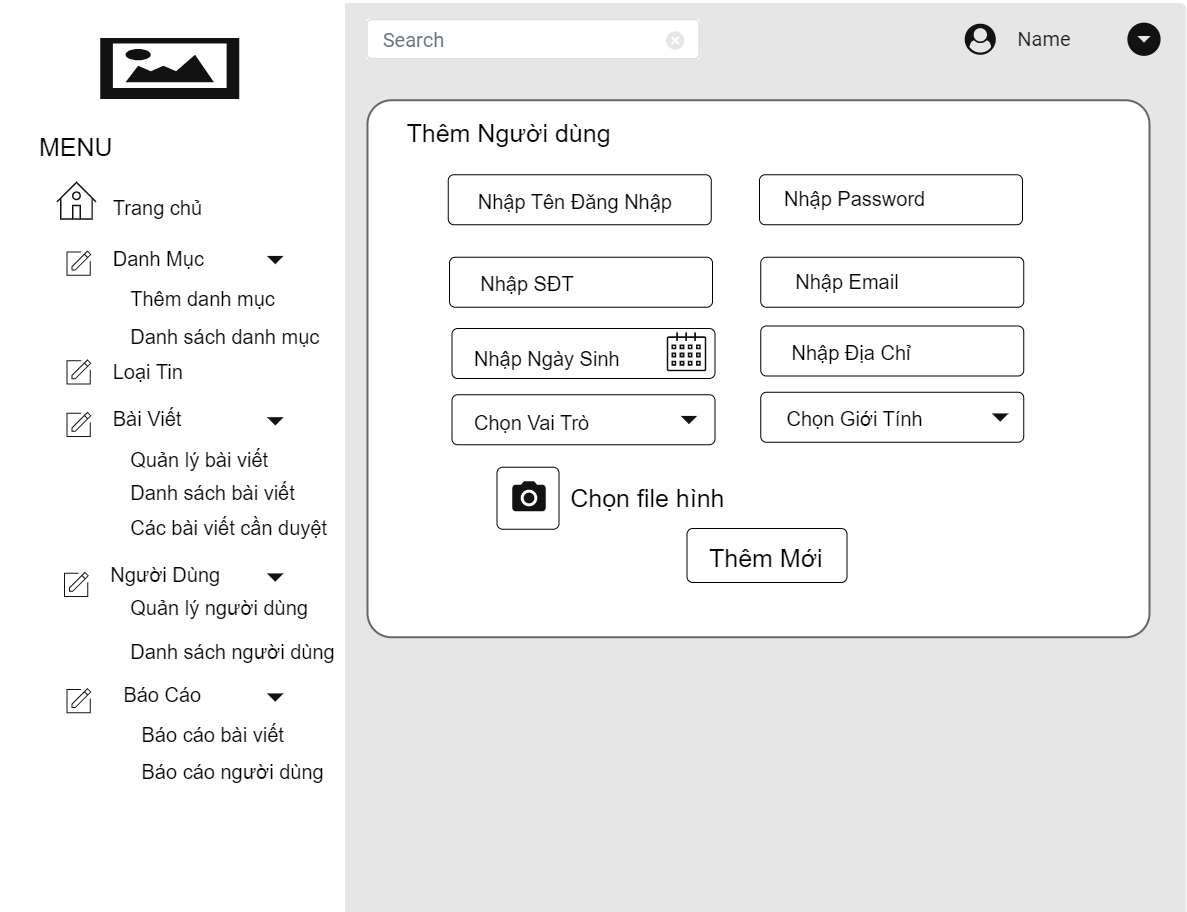 MENU
Trang chủ
Danh Mục
Thêm danh mục
Danh sách danh mục
Loại Tin
Bài Viết
Quản lý bài viết
Danh sách bài viết
Các bài viết cần duyệt
Người Dùng
Quản lý người dùng
Danh sách người dùng
Báo Cáo
Báo cáo bài viết
Báo cáo người dùng
Search
Name
Thêm Người dùng
Nhập Tên Đăng Nhập
Nhập Password
Nhập SĐT
Nhập Email
Nhập Ngày Sinh
Nhập Địa Chỉ
Chọn Vai Trò
Chọn Giới Tính
Chọn file hình
Thêm Mới